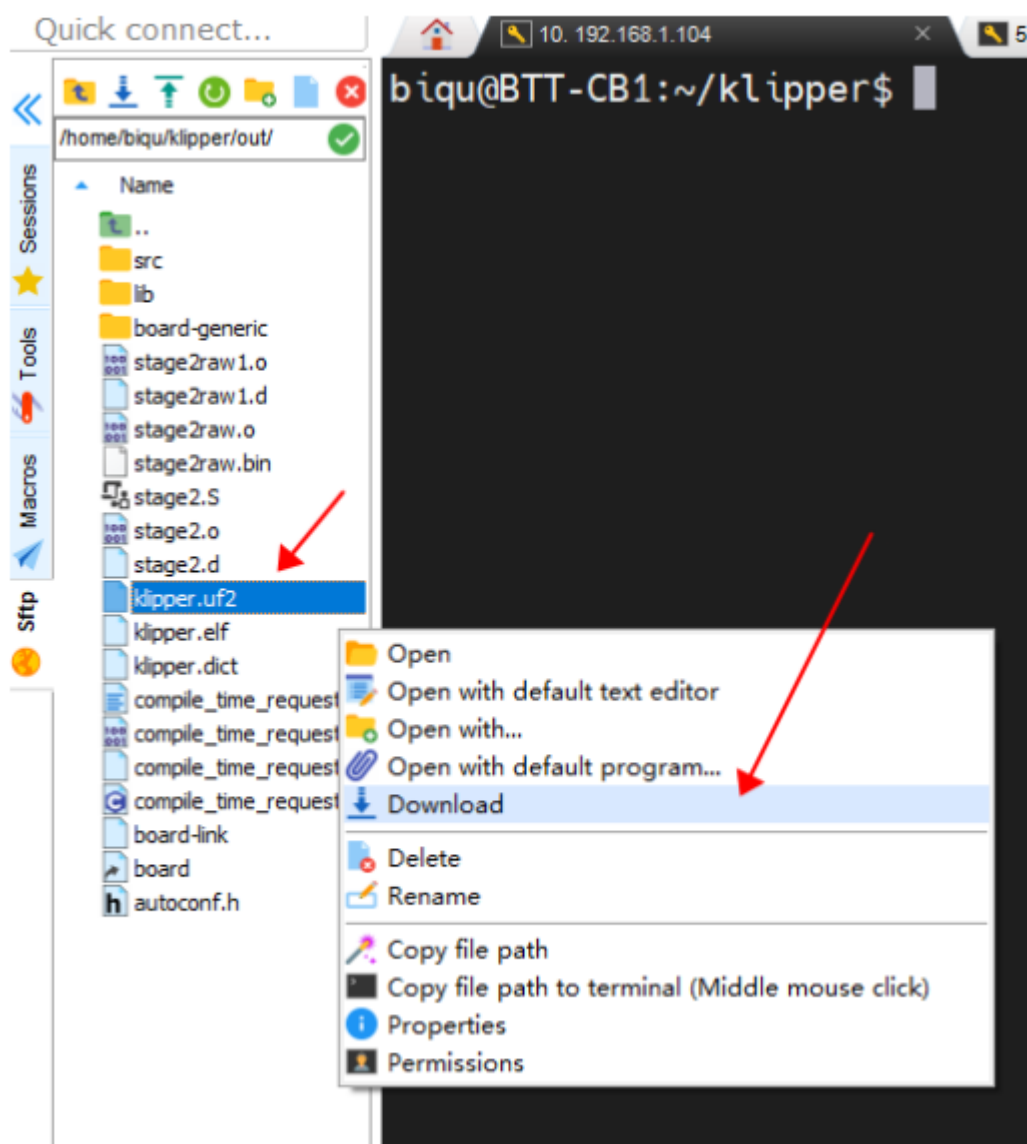 Quick connect...
10. 192.168.1.104
5
biqu@BTT-CB1:~/klipper$
/home/biqu/klipper/out/
Name
..
src
lib
board-generic
stage2raw1.o
stage2raw1.d
stage2raw.o
stage2raw.bin
stage2.S
stage2.o
stage2.d
klipper.uf2
klipper.elf
klipper.dict
compile_time_request
compile_time_request
compile_time_request
compile_time_request
board-link
board
autoconf.h
Sessions
Tools
Macros
Sftp
Open
Open with default text editor
Open with...
Open with default program...
Download
Delete
Rename
Copy file path
Copy file path to terminal (Middle mouse click)
Properties
Permissions